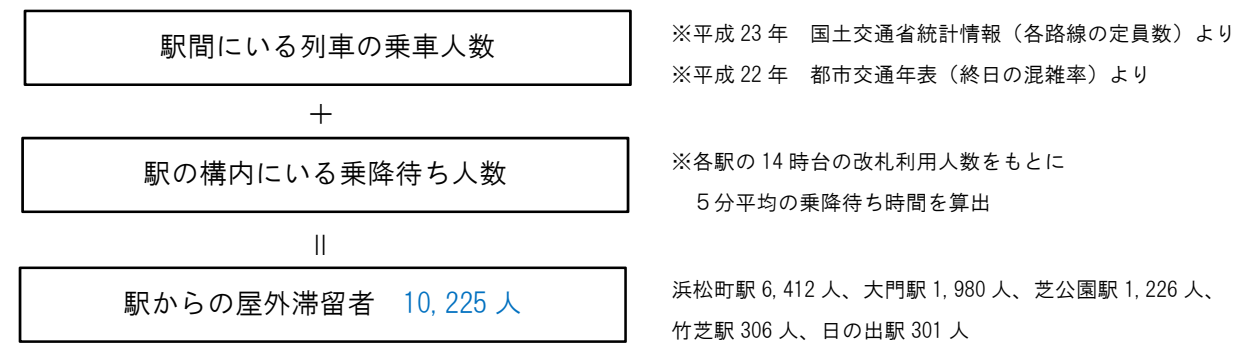 駅間にいる列車の乗車人数
※平成23年　国土交通省統計情報（各路線の定員数）より
※平成22年　都市交通年表（終日の混雑率）より
＋
駅の構内にいる乗降待ち人数
※各駅の14時台の改札利用人数をもとに
５分平均の乗降待ち時間を算出
＝
駅からの屋外滞留者　10,225人
浜松町駅6,412人、大門駅1,980人、芝公園駅1,226人、
竹芝駅306人、日の出駅301人